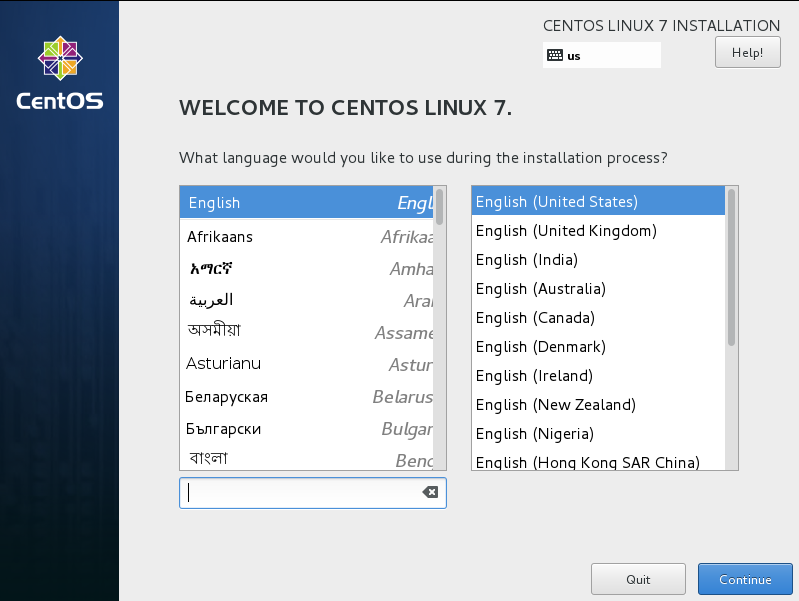 CentOS
CENTOS LINUX 7 INSTALLATION
us
Help!
WELCOME TO CENTOS LINUX 7.
What language would you like to use during the installation process?
English Engl
Afrikaans Afrikaa
አማርኛ Amha
العربية Ara
অসমীয়া Assame
Asturianu Astur
Беларуская Belarus
Български Bulgar
বাংলা Beng
English (United States)
English (United Kingdom)
English (India)
English (Australia)
English (Canada)
English (Denmark)
English (Ireland)
English (New Zealand)
English (Nigeria)
English (Hong Kong SAR China)
Quit
Continue